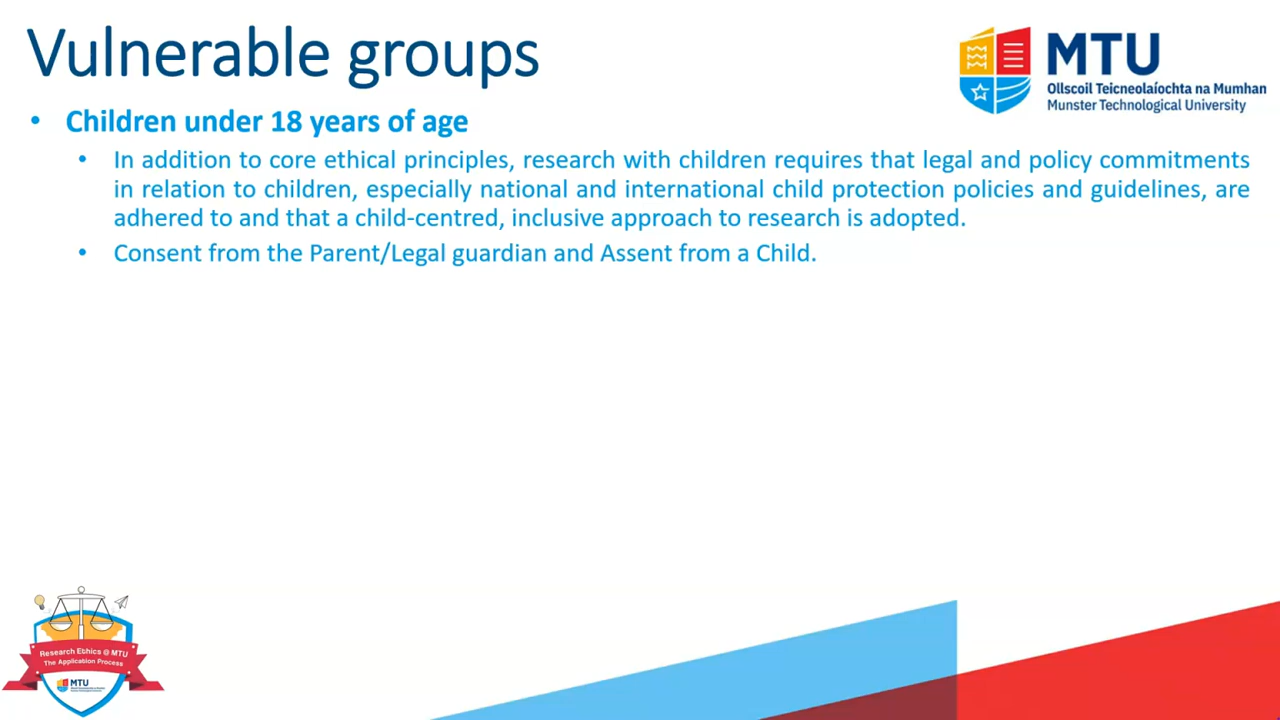 Vulnerable groups
MTU
Ollscoil Teicneolaíochta na Mumhan
Munster Technological University
• Children under 18 years of age
• In addition to core ethical principles, research with children requires that legal and policy commitments
in relation to children, especially national and international child protection policies and guidelines, are
adhered to and that a child-centred, inclusive approach to research is adopted.
• Consent from the Parent/Legal guardian and Assent from a Child.
Research Ethics @ MTU
The Application Process
MTU